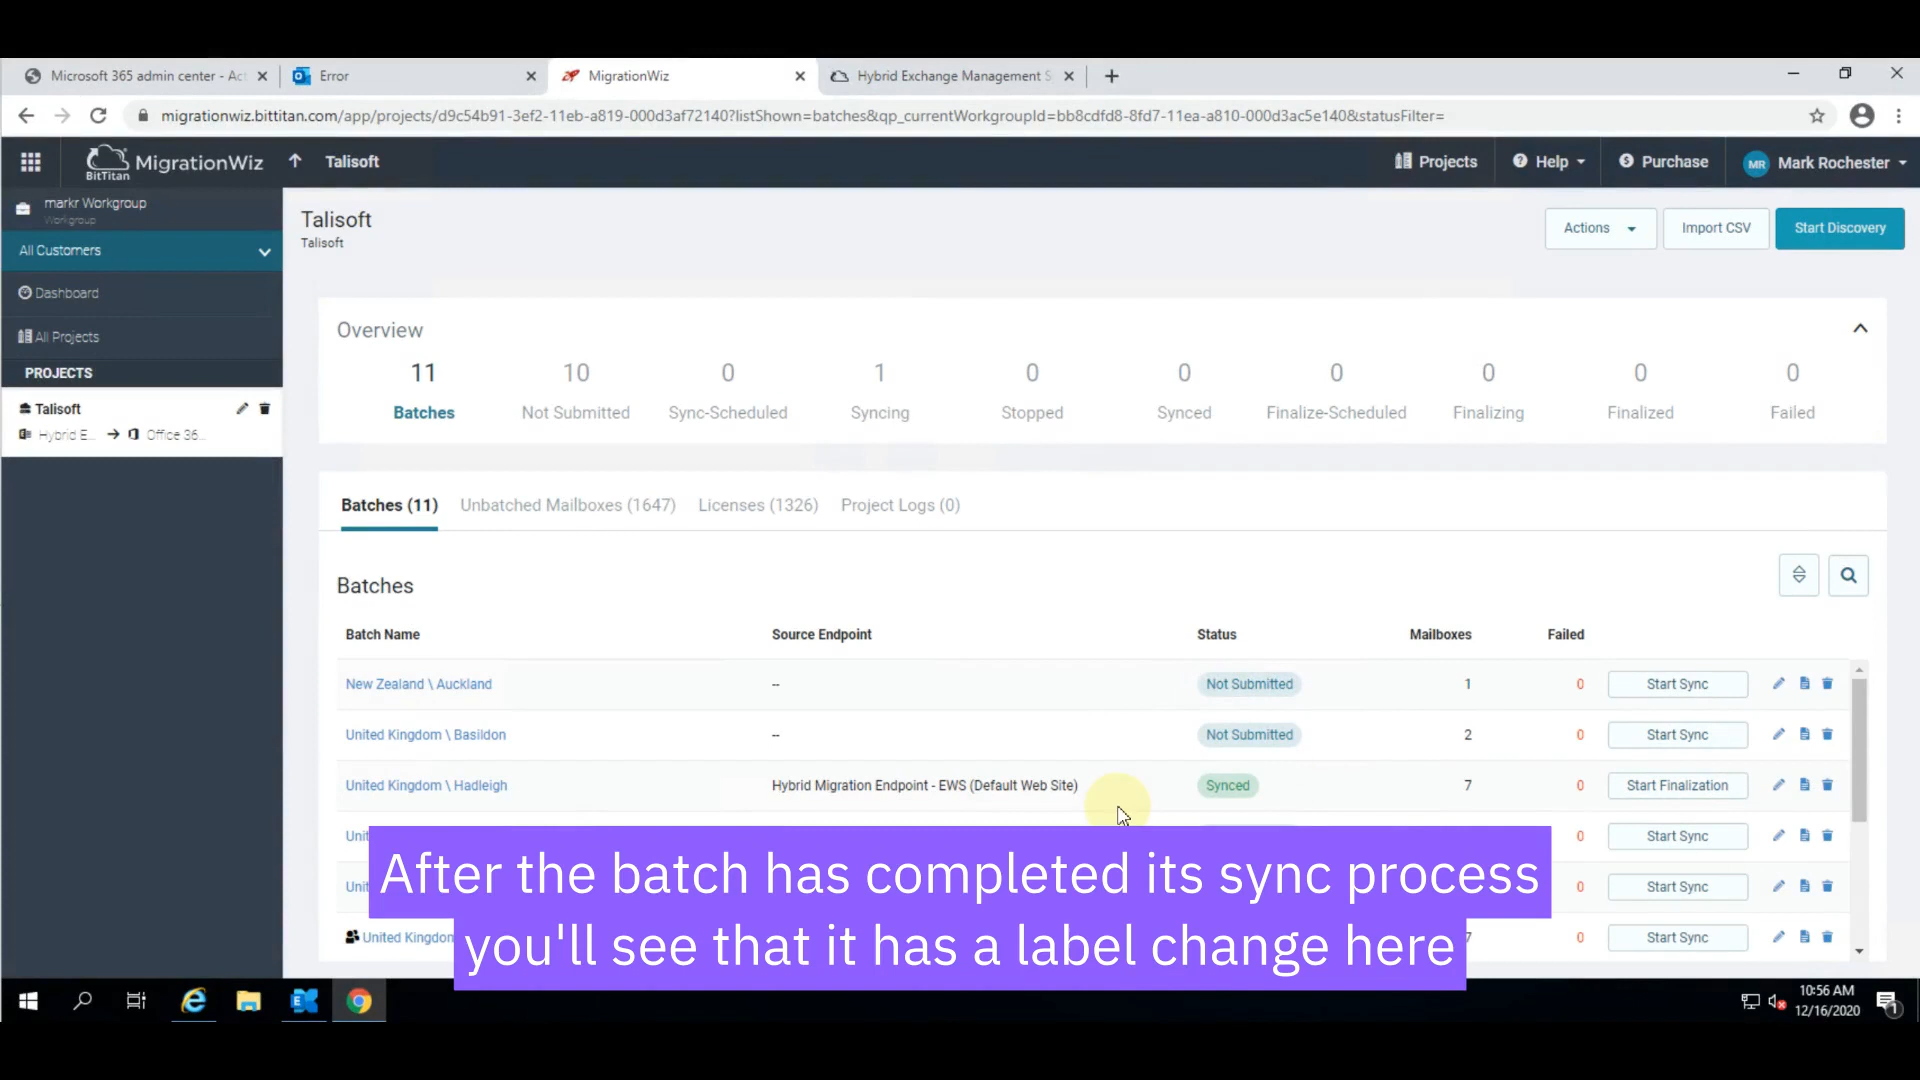 Microsoft 365 admin center - Act
Error
MigrationWiz
Hybrid Exchange Management S
migrationwiz.bittitan.com/app/projects/d9c54b91-3ef2-11eb-a819-000d3af72140?listShown=batches&qp_currentWorkgroupId=bb8cdfd8-8fd7-11ea-a810-000d3ac5e140&statusFilter=
BitTitan MigrationWiz
Talisoft
Projects
Help
Purchase
MR Mark Rochester
markr Workgroup
Workgroup
All Customers
Dashboard
All Projects
PROJECTS
Talisoft
Hybrid E... Office 36...
Talisoft
Talisoft
Actions
Import CSV
Start Discovery
Overview
11 10 0 1 0 0 0 0 0 0
Batches Not Submitted Sync-Scheduled Syncing Stopped Synced Finalize-Scheduled Finalizing Finalized Failed
Batches (11) Unbatched Mailboxes (1647) Licenses (1326) Project Logs (0)
Batches
Batch Name Source Endpoint Status Mailboxes Failed
New Zealand \ Auckland -- Not Submitted 1 0 Start Sync
United Kingdom \ Basildon -- Not Submitted 2 0 Start Sync
United Kingdom \ Hadleigh Hybrid Migration Endpoint - EWS (Default Web Site) Synced 7 0 Start Finalization
Unit 0 Start Sync
Unit 0 Start Sync
United Kingdon 7 0 Start Sync
After the batch has completed its sync process
you'll see that it has a label change here
10:56 AM
12/16/2020
1